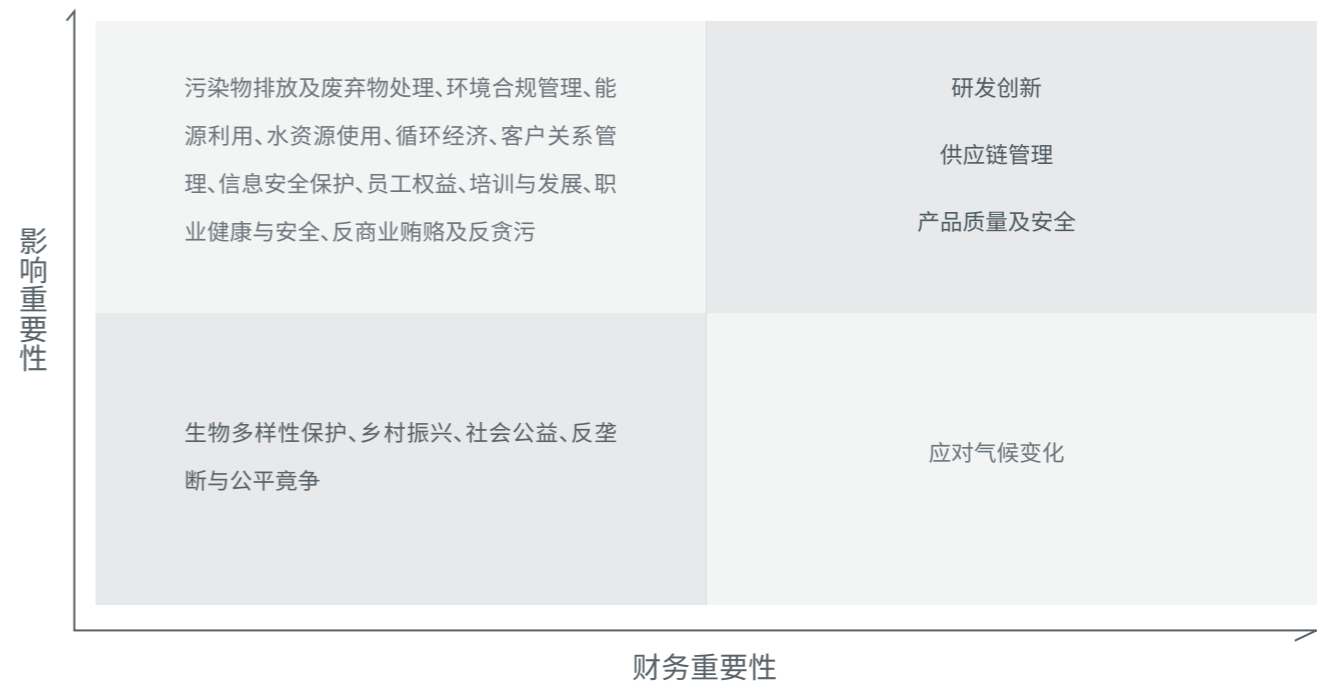 影响重要性
污染物排放及废弃物处理、环境合规管理、能
源利用、水资源使用、循环经济、客户关系管
理、信息安全保护、员工权益、培训与发展、职
业健康与安全、反商业贿赂及反贪污
研发创新
供应链管理
产品质量及安全
生物多样性保护、乡村振兴、社会公益、反垄
断与公平竞争
应对气候变化
财务重要性